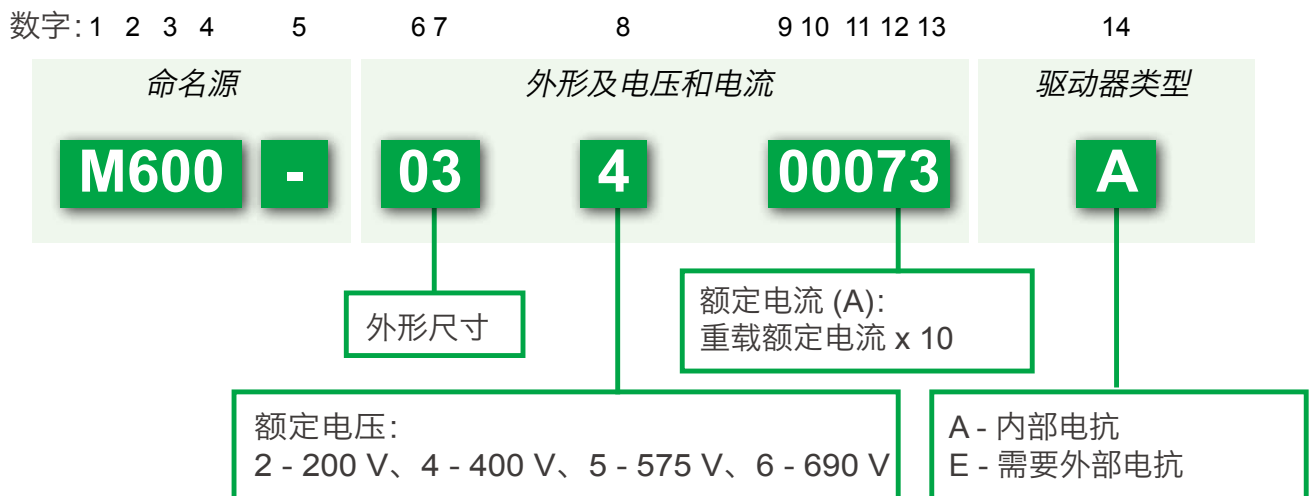 数字: 1 2 3 4 5 6 7 8 9 10 11 12 13 14
命名源 外形及电压和电流 驱动器类型
M600 - 03 4 00073 A
外形尺寸
额定电流 (A):
重载额定电流 x 10
额定电压:
2 - 200 V、4 - 400 V、5 - 575 V、6 - 690 V
A - 内部电抗
E - 需要外部电抗